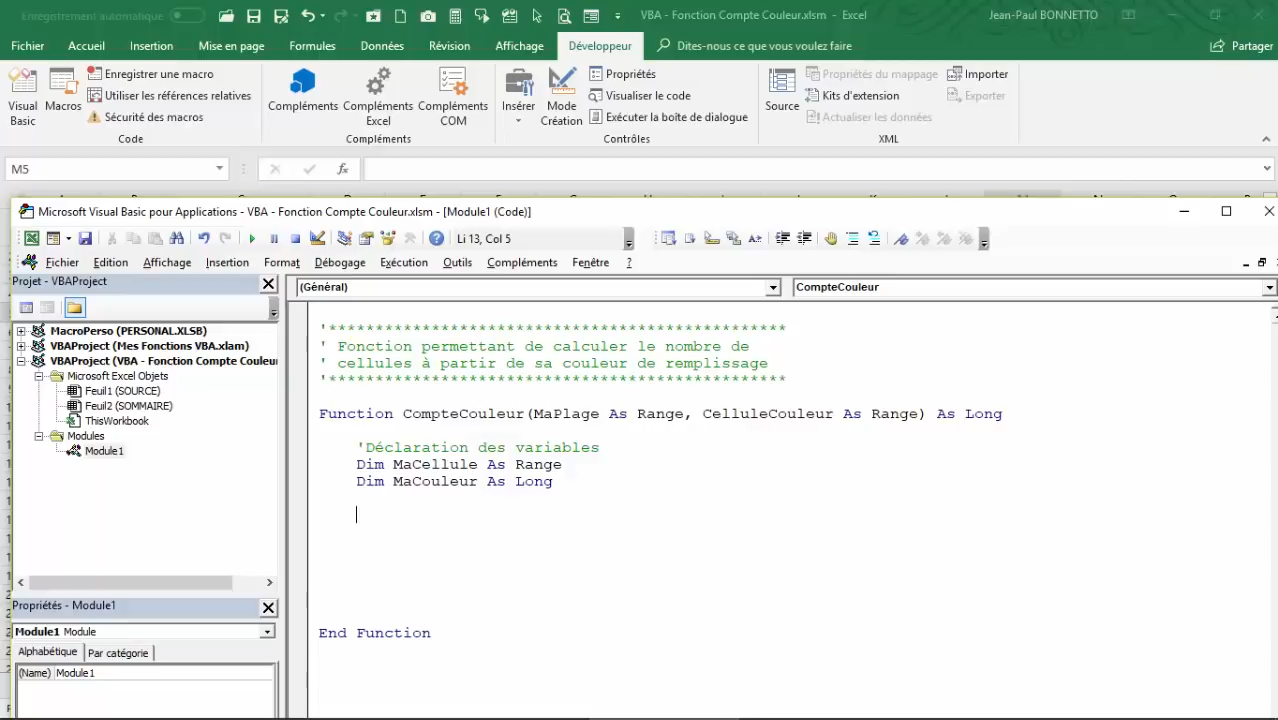 Enregistrement automatique
VBA - Fonction Compte Couleur.xlsm - Excel
Jean-Paul BONNETTO
Fichier Accueil Insertion Mise en page Formules Données Révision Affichage Développeur Dites-nous ce que vous voulez faire Partager
Visual Basic
Macros
Enregistrer une macro
Utiliser les références relatives
Sécurité des macros
Code
Compléments
Compléments Excel
Compléments COM
Compléments
Insérer
Mode Création
Propriétés
Visualiser le code
Exécuter la boîte de dialogue
Contrôles
Source
Propriétés du mappage
Kits d'extension
Actualiser les données
Importer
Exporter
XML
M5
fx
Microsoft Visual Basic pour Applications - VBA - Fonction Compte Couleur.xlsm - [Module1 (Code)]
Li 13, Col 5
Fichier Edition Affichage Insertion Format Débogage Exécution Outils Compléments Fenêtre ?
Projet - VBAProject
MacroPerso (PERSONAL.XLSB)
VBAProject (Mes Fonctions VBA.xlam)
VBAProject (VBA - Fonction Compte Couleu
Microsoft Excel Objets
Feuil1 (SOURCE)
Feuil2 (SOMMAIRE)
ThisWorkbook
Modules
Module1
Propriétés - Module1
Module1 Module
Alphabétique Par catégorie
(Name) Module1
(Général) CompteCouleur
'*************************************************
' Fonction permettant de calculer le nombre de
' cellules à partir de sa couleur de remplissage
'*************************************************
Function CompteCouleur(MaPlage As Range, CelluleCouleur As Range) As Long
'Déclaration des variables
Dim MaCellule As Range
Dim MaCouleur As Long
End Function